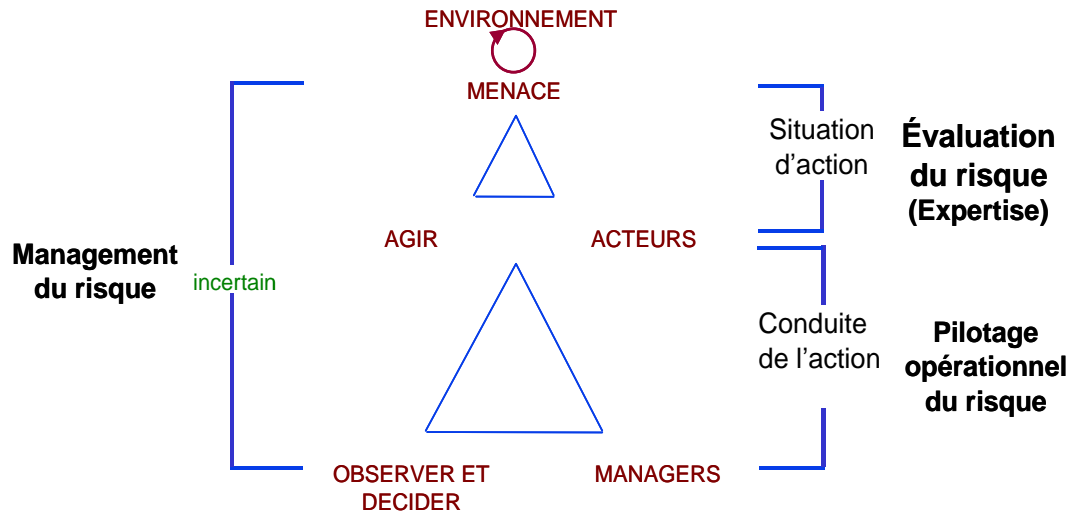 ENVIRONNEMENT
MENACE
Situation
d’action
Évaluation
du risque
(Expertise)
AGIR
ACTEURS
Management
du risque
incertain
Conduite
de l’action
Pilotage
opérationnel
du risque
OBSERVER ET
DECIDER
MANAGERS